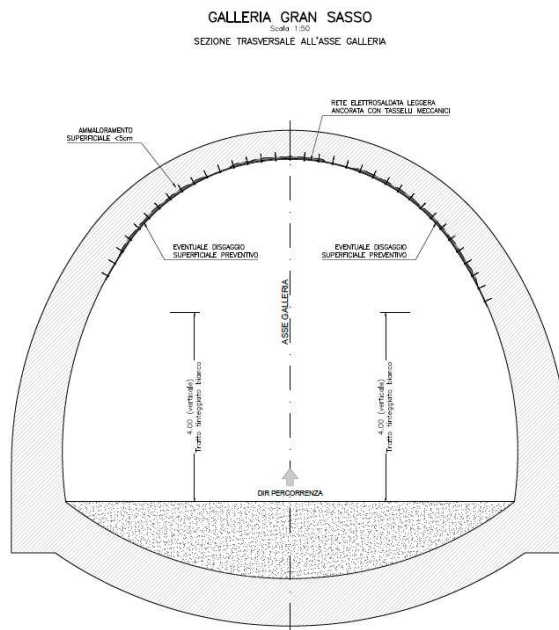 GALLERIA GRAN SASSO
Scala 1:50
SEZIONE TRASVERSALE ALL'ASSE GALLERIA
RETE ELETTROSALDATA LEGGERA
ANCORATA CON TASSELLI MECCANICI
AMMALORAMENTO
SUPERFICIALE <5cm
EVENTUALE DISGAGGIO
SUPERFICIALE PREVENTIVO
EVENTUALE DISGAGGIO
SUPERFICIALE PREVENTIVO
ASSE GALLERIA
4.00 (verticale)
Tratto tinteggiato bianco
4.00 (verticale)
Tratto tinteggiato bianco
DIR PERCORRENZA